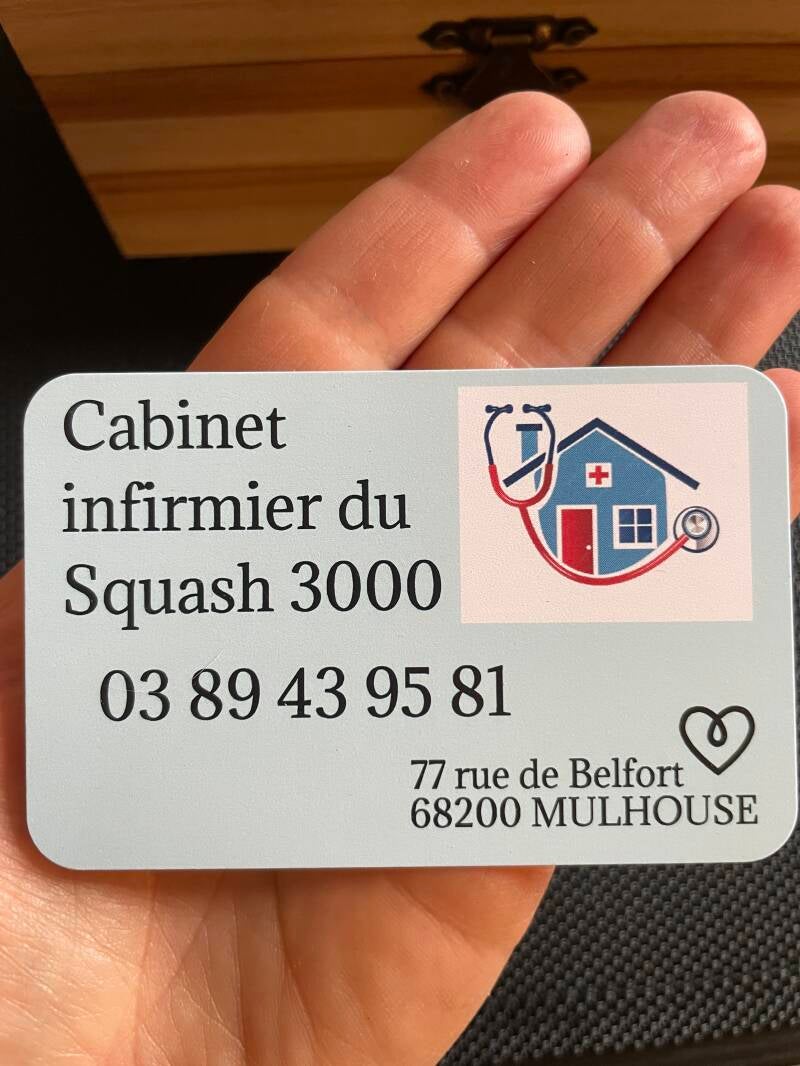 Cabinet
infirmier du
Squash 3000
03 89 43 95 81
77 rue de Belfort
68200 MULHOUSE